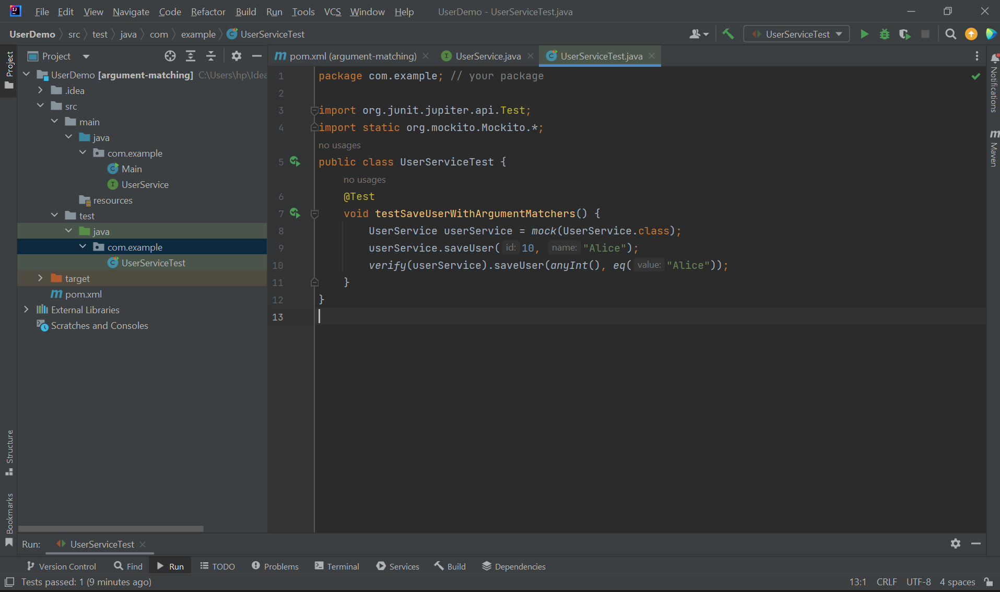 File Edit View Navigate Code Refactor Build Run Tools VCS Window Help UserDemo - UserServiceTest.java
UserDemo src test java com example UserServiceTest
UserServiceTest
Project
Project
pom.xml (argument-matching)
UserService.java
UserServiceTest.java
UserDemo [argument-matching] C:\Users\hp\Idea
.idea
src
main
java
com.example
Main
UserService
resources
test
java
com.example
UserServiceTest
target
pom.xml
External Libraries
Scratches and Consoles
Structure
Bookmarks
1 package com.example; // your package
2
3 import org.junit.jupiter.api.Test;
4 import static org.mockito.Mockito.*;
no usages
5 public class UserServiceTest {
no usages
6 @Test
7 void testSaveUserWithArgumentMatchers() {
8 UserService userService = mock(UserService.class);
9 userService.saveUser( id: 10, name: "Alice");
10 verify(userService).saveUser(anyInt(), eq( value: "Alice"));
11 }
12 }
13
Notifications
Maven
Run: UserServiceTest
Version Control Find Run TODO Problems Terminal Services Build Dependencies
Tests passed: 1 (9 minutes ago)
13:1 CRLF UTF-8 4 spaces